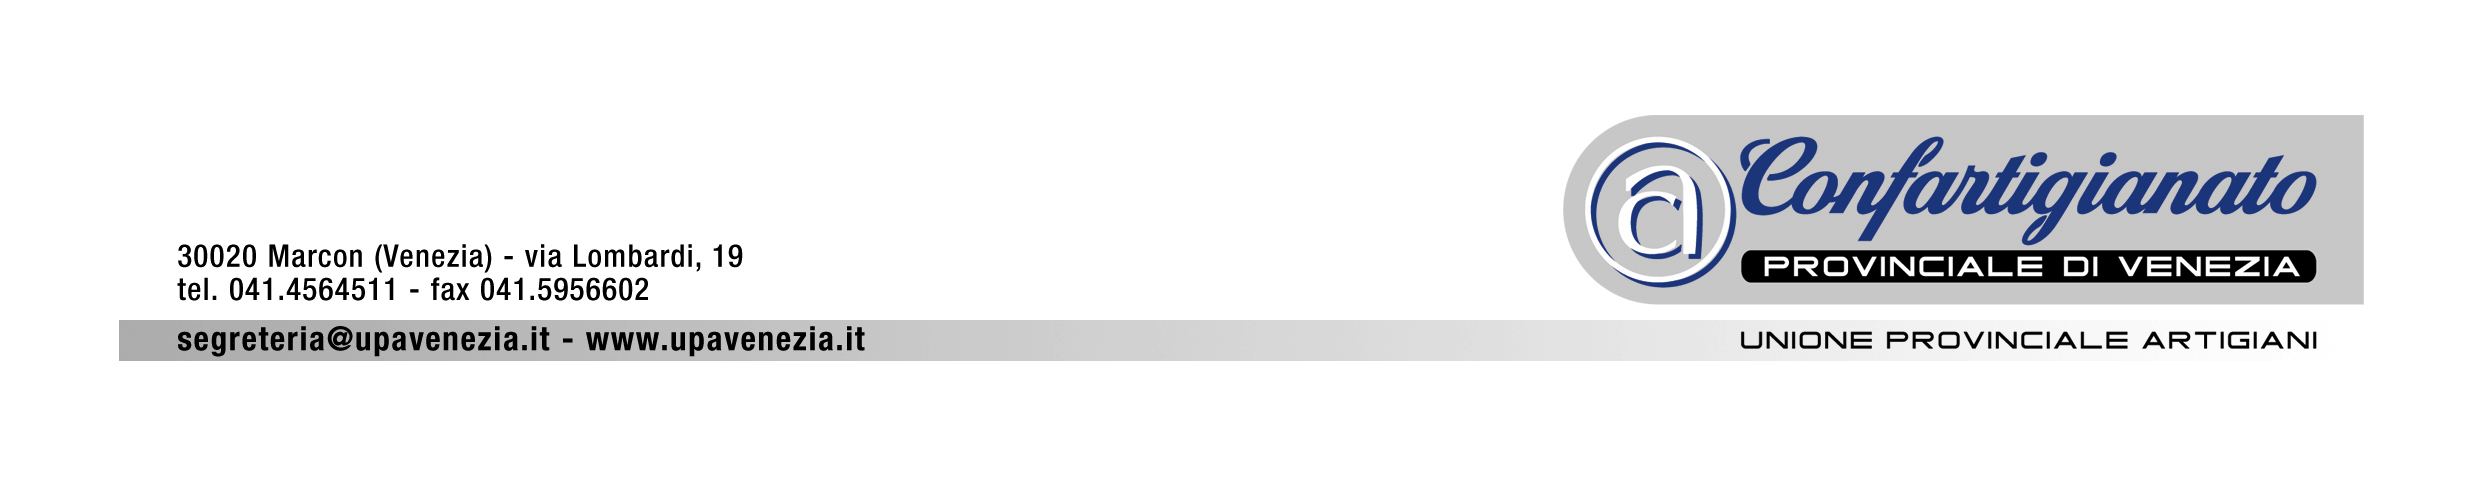 30020 Marcon (Venezia) - via Lombardi, 19
tel. 041.4564511 - fax 041.5956602
segreteria@upavenezia.it - www.upavenezia.it
a Confartigianato
PROVINCIALE DI VENEZIA
UNIONE PROVINCIALE ARTIGIANI